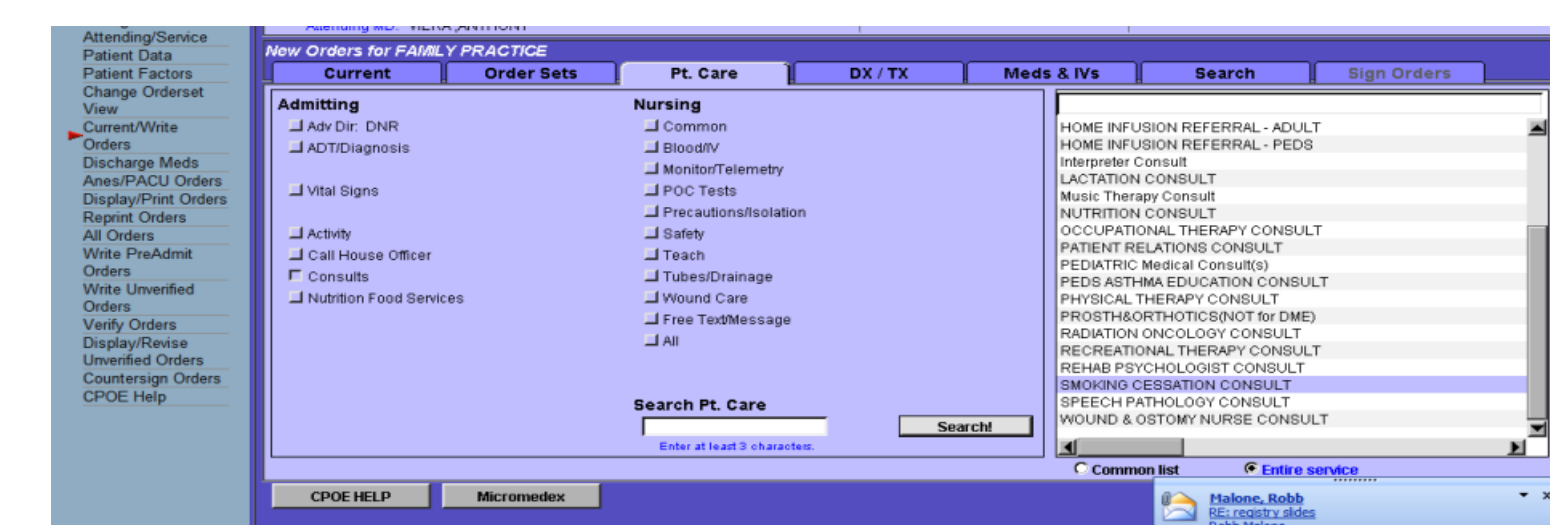 Attending/Service
Patient Data
Patient Factors
Change Orderset
View
Current/Write
Orders
Discharge Meds
Anes/PACU Orders
Display/Print Orders
Reprint Orders
All Orders
Write PreAdmit
Orders
Write Unverified
Orders
Verify Orders
Display/Revise
Unverified Orders
Countersign Orders
CPOE Help
Attending MD: VIERA ,ANTHONY
New Orders for FAMILY PRACTICE
Current
Order Sets
Pt. Care
DX / TX
Meds & IVs
Search
Sign Orders
Admitting
Adv Dir: DNR
ADT/Diagnosis
Vital Signs
Activity
Call House Officer
Consults
Nutrition Food Services
Nursing
Common
Blood/IV
Monitor/Telemetry
POC Tests
Precautions/Isolation
Safety
Teach
Tubes/Drainage
Wound Care
Free Text/Message
All
Search Pt. Care
Search!
Enter at least 3 characters.
HOME INFUSION REFERRAL - ADULT
HOME INFUSION REFERRAL - PEDS
Interpreter Consult
LACTATION CONSULT
Music Therapy Consult
NUTRITION CONSULT
OCCUPATIONAL THERAPY CONSULT
PATIENT RELATIONS CONSULT
PEDIATRIC Medical Consult(s)
PEDS ASTHMA EDUCATION CONSULT
PHYSICAL THERAPY CONSULT
PROSTH&ORTHOTICS(NOT for DME)
RADIATION ONCOLOGY CONSULT
RECREATIONAL THERAPY CONSULT
REHAB PSYCHOLOGIST CONSULT
SMOKING CESSATION CONSULT
SPEECH PATHOLOGY CONSULT
WOUND & OSTOMY NURSE CONSULT
Common list
Entire service
CPOE HELP
Micromedex
Malone, Robb
RE: registry slides
Robb Malone